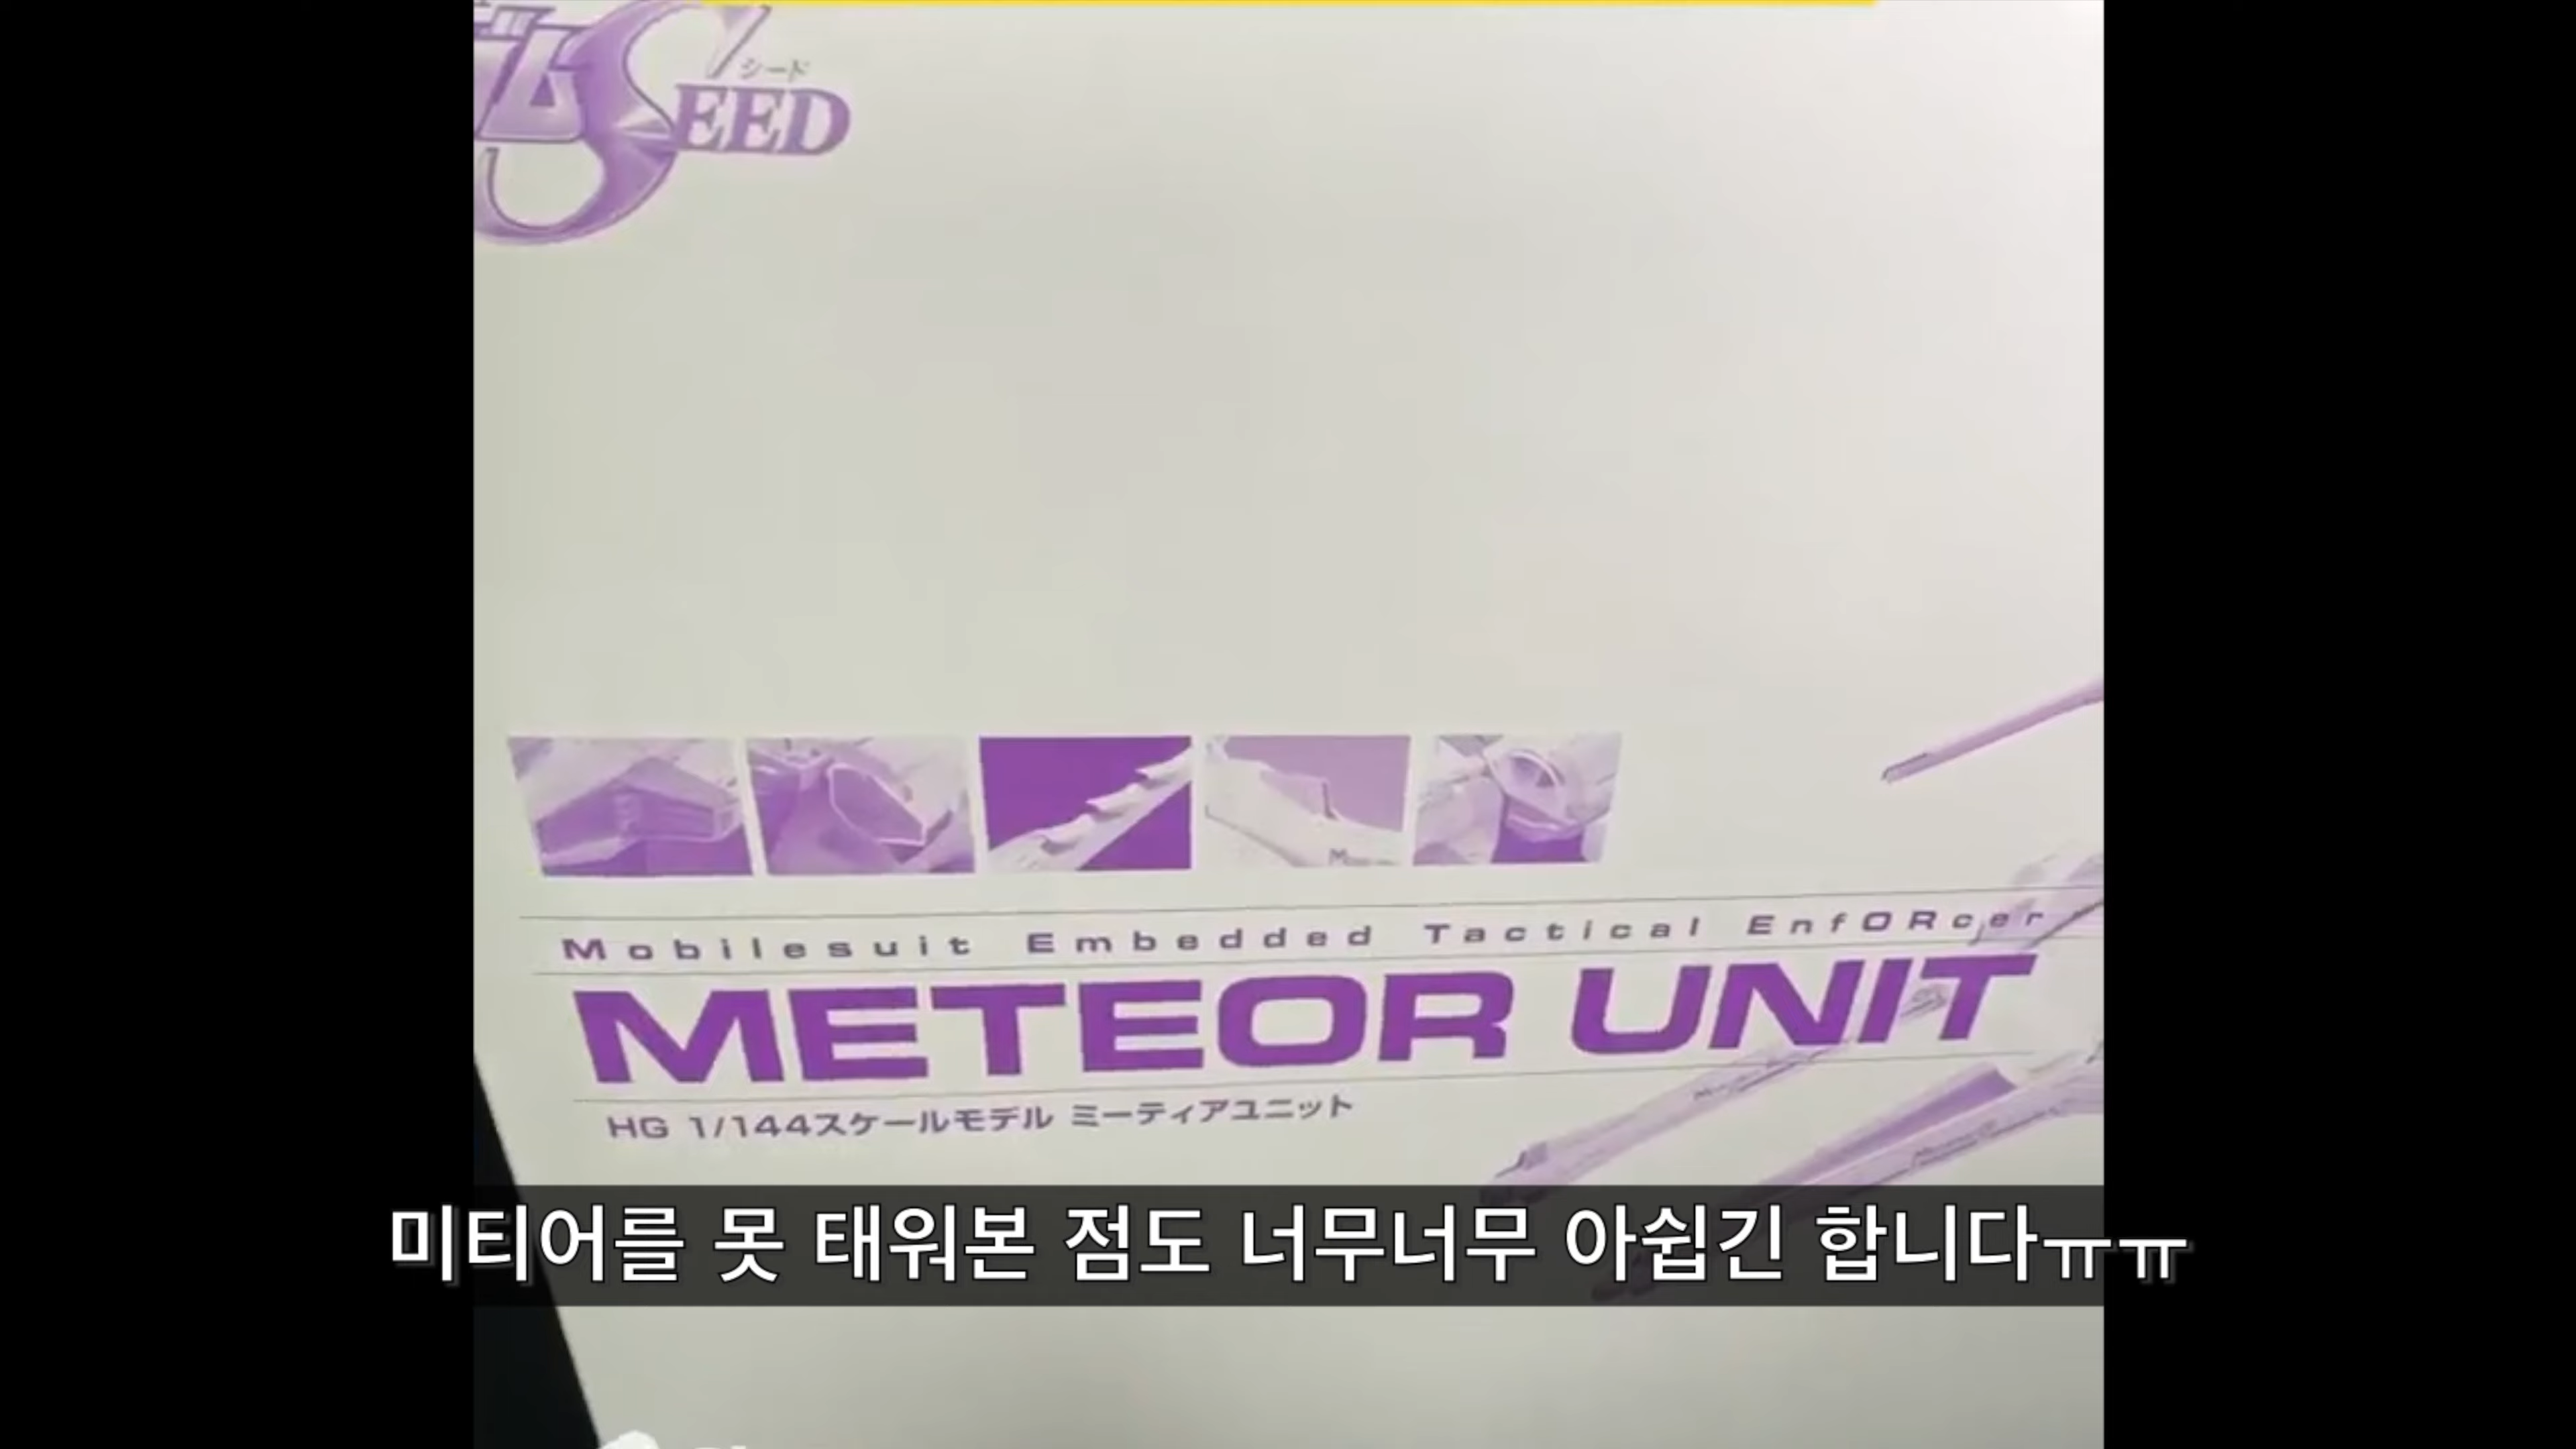 ダム
シード
SEED
Mobilesuit Embedded Tactical EnfORcer
METEOR UNIT
HG 1/144スケールモデル ミーティアユニット
미티어를 못 태워본 점도 너무너무 아쉽긴 합니다ㅠㅠ